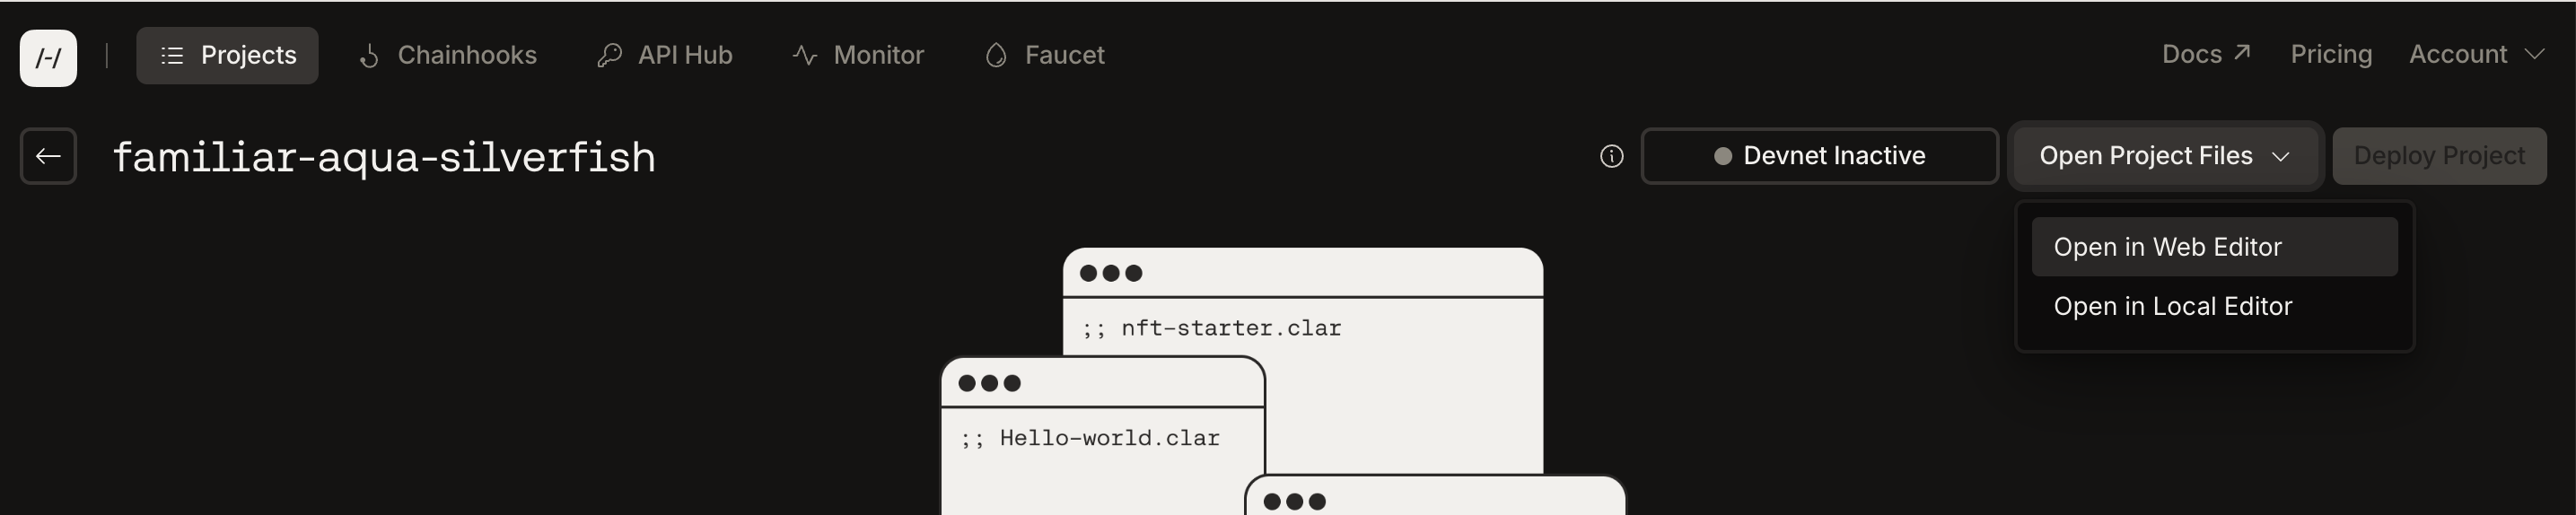 /-/ Projects Chainhooks API Hub Monitor Faucet Docs ↗ Pricing Account
familiar-aqua-silverfish Devnet Inactive Open Project Files Deploy Project
Open in Web Editor
Open in Local Editor
;; nft-starter.clar
;; Hello-world.clar